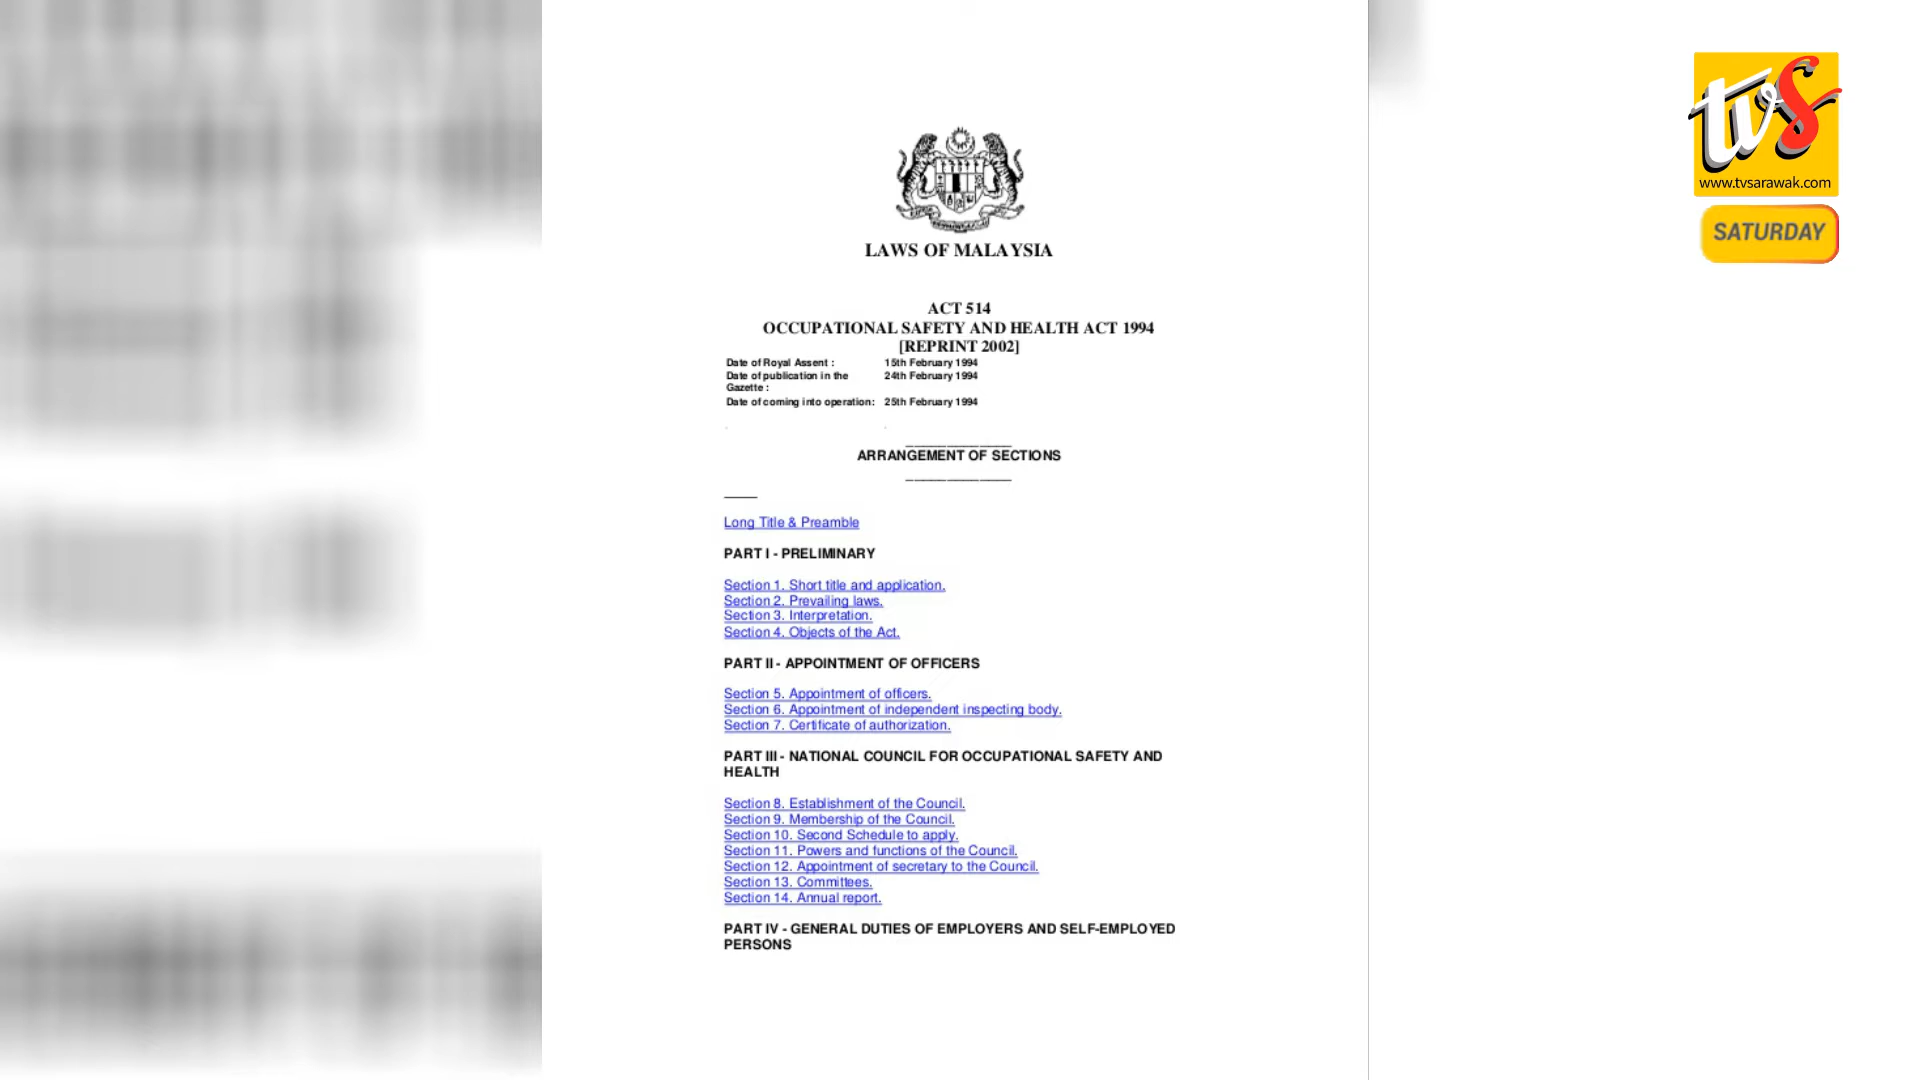 LAWS OF MALAYSIA
ACT 514
OCCUPATIONAL SAFETY AND HEALTH ACT 1994
[REPRINT 2002]
Date of Royal Assent : 15th February 1994
Date of publication in the 24th February 1994
Gazette :
Date of coming into operation: 25th February 1994
ARRANGEMENT OF SECTIONS
Long Title & Preamble
PART I - PRELIMINARY
Section 1. Short title and application.
Section 2. Prevailing laws.
Section 3. Interpretation.
Section 4. Objects of the Act.
PART II - APPOINTMENT OF OFFICERS
Section 5. Appointment of officers.
Section 6. Appointment of independent inspecting body.
Section 7. Certificate of authorization.
PART III - NATIONAL COUNCIL FOR OCCUPATIONAL SAFETY AND
HEALTH
Section 8. Establishment of the Council.
Section 9. Membership of the Council.
Section 10. Second Schedule to apply.
Section 11. Powers and functions of the Council.
Section 12. Appointment of secretary to the Council.
Section 13. Committees.
Section 14. Annual report.
PART IV - GENERAL DUTIES OF EMPLOYERS AND SELF-EMPLOYED
PERSONS
tvS
www.tvsarawak.com
SATURDAY